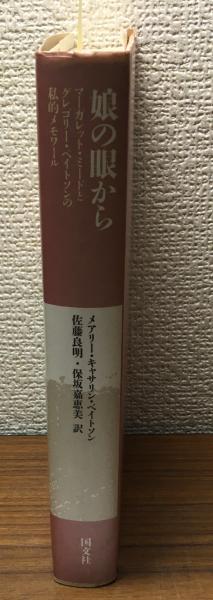 娘の眼から
マーガレット・ミードと
グレゴリー・ベイトソンの
私的メモワール
メアリー・キャサリン・ベイトソン
佐藤良明・保坂嘉恵美 訳
国文社